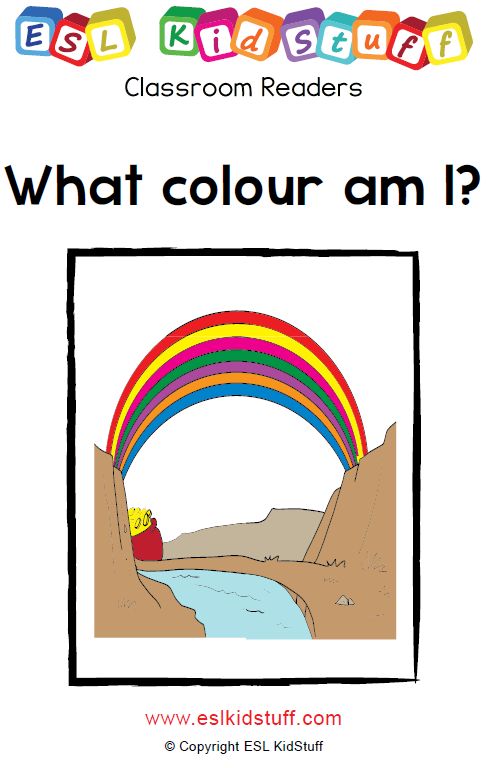 ESL KidStuff
Classroom Readers
What colour am I?
www.eslkidstuff.com
© Copyright ESL KidStuff